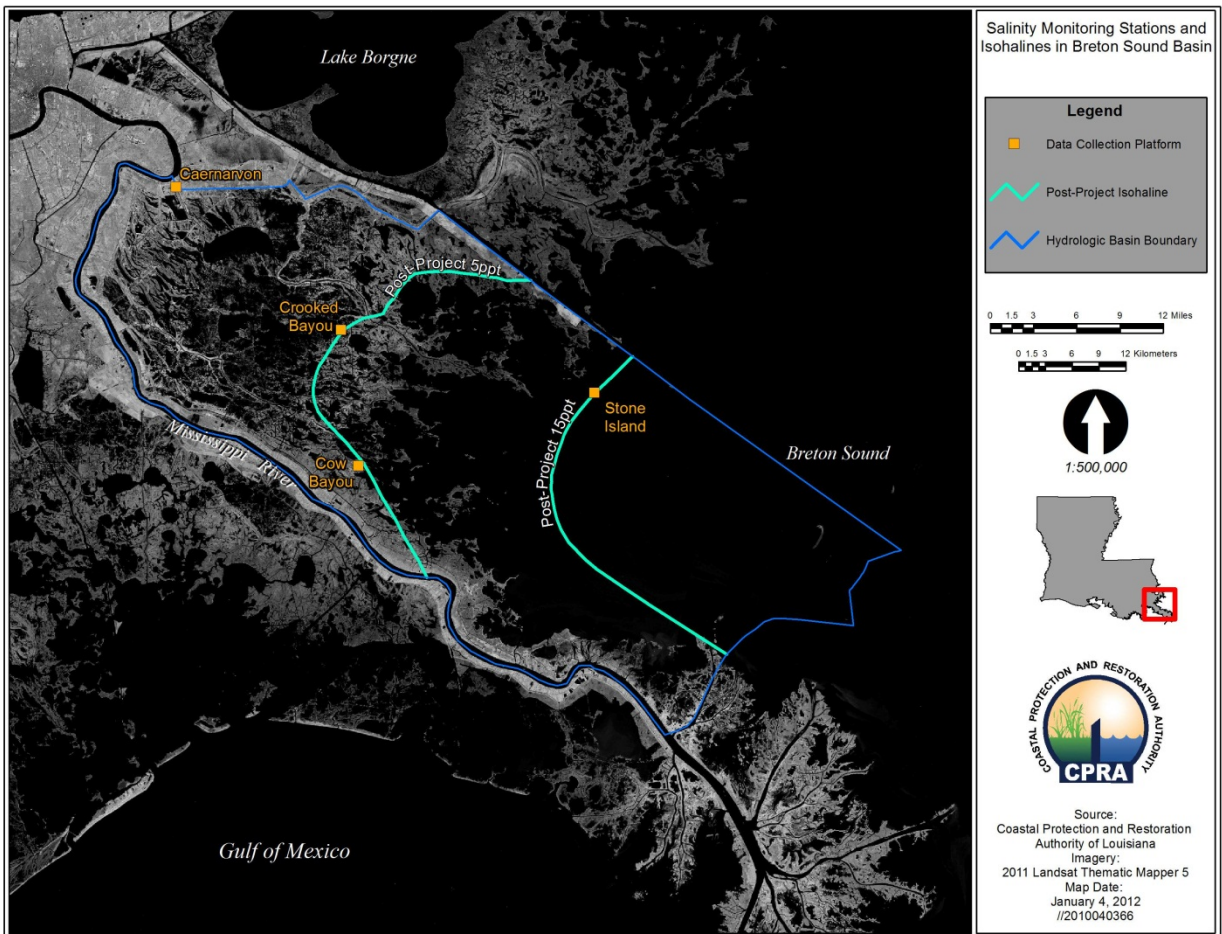 Lake Borgne
Caernarvon
Post-Project 5ppt
Crooked
Bayou
Stone
Island
Post-Project 15ppt
Breton Sound
Mississippi River
Cow
Bayou
Gulf of Mexico
Salinity Monitoring Stations and
Isohalines in Breton Sound Basin
Legend
Data Collection Platform
Post-Project Isohaline
Hydrologic Basin Boundary
0 1.5 3 6 9 12 Miles
0 1.5 3 6 9 12 Kilometers
1:500,000
COASTAL PROTECTION AND RESTORATION AUTHORITY
CPRA
Source:
Coastal Protection and Restoration
Authority of Louisiana
Imagery:
2011 Landsat Thematic Mapper 5
Map Date:
January 4, 2012
//2010040366